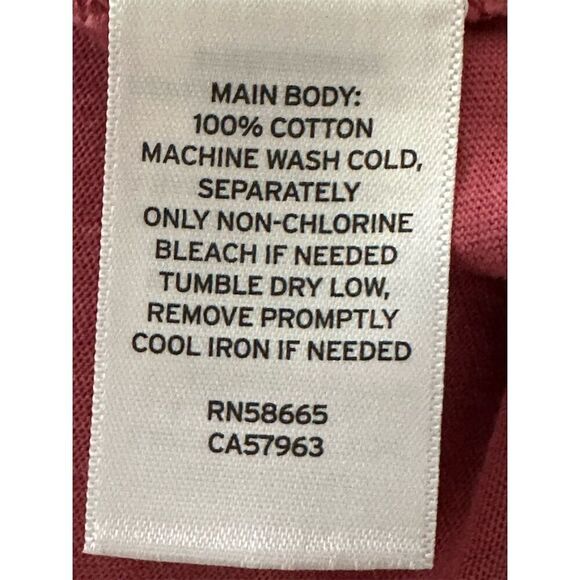 MAIN BODY:
100% COTTON
MACHINE WASH COLD,
SEPARATELY
ONLY NON-CHLORINE
BLEACH IF NEEDED
TUMBLE DRY LOW,
REMOVE PROMPTLY
COOL IRON IF NEEDED
RN58665
CA57963